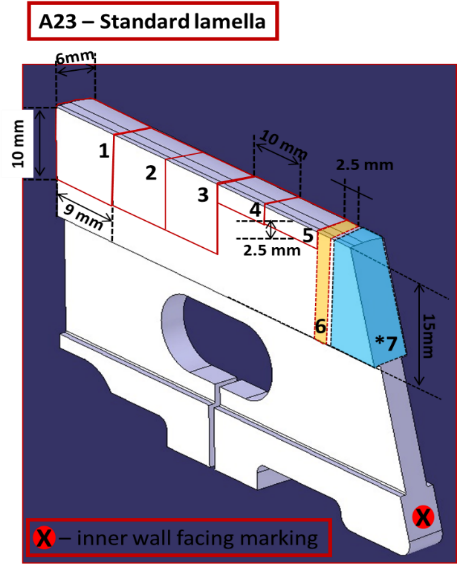 A23 – Standard lamella
6mm
10 mm
1
2
3
4
5
6
*7
9 mm
10 mm
2.5 mm
2.5 mm
15mm
X
X – inner wall facing marking